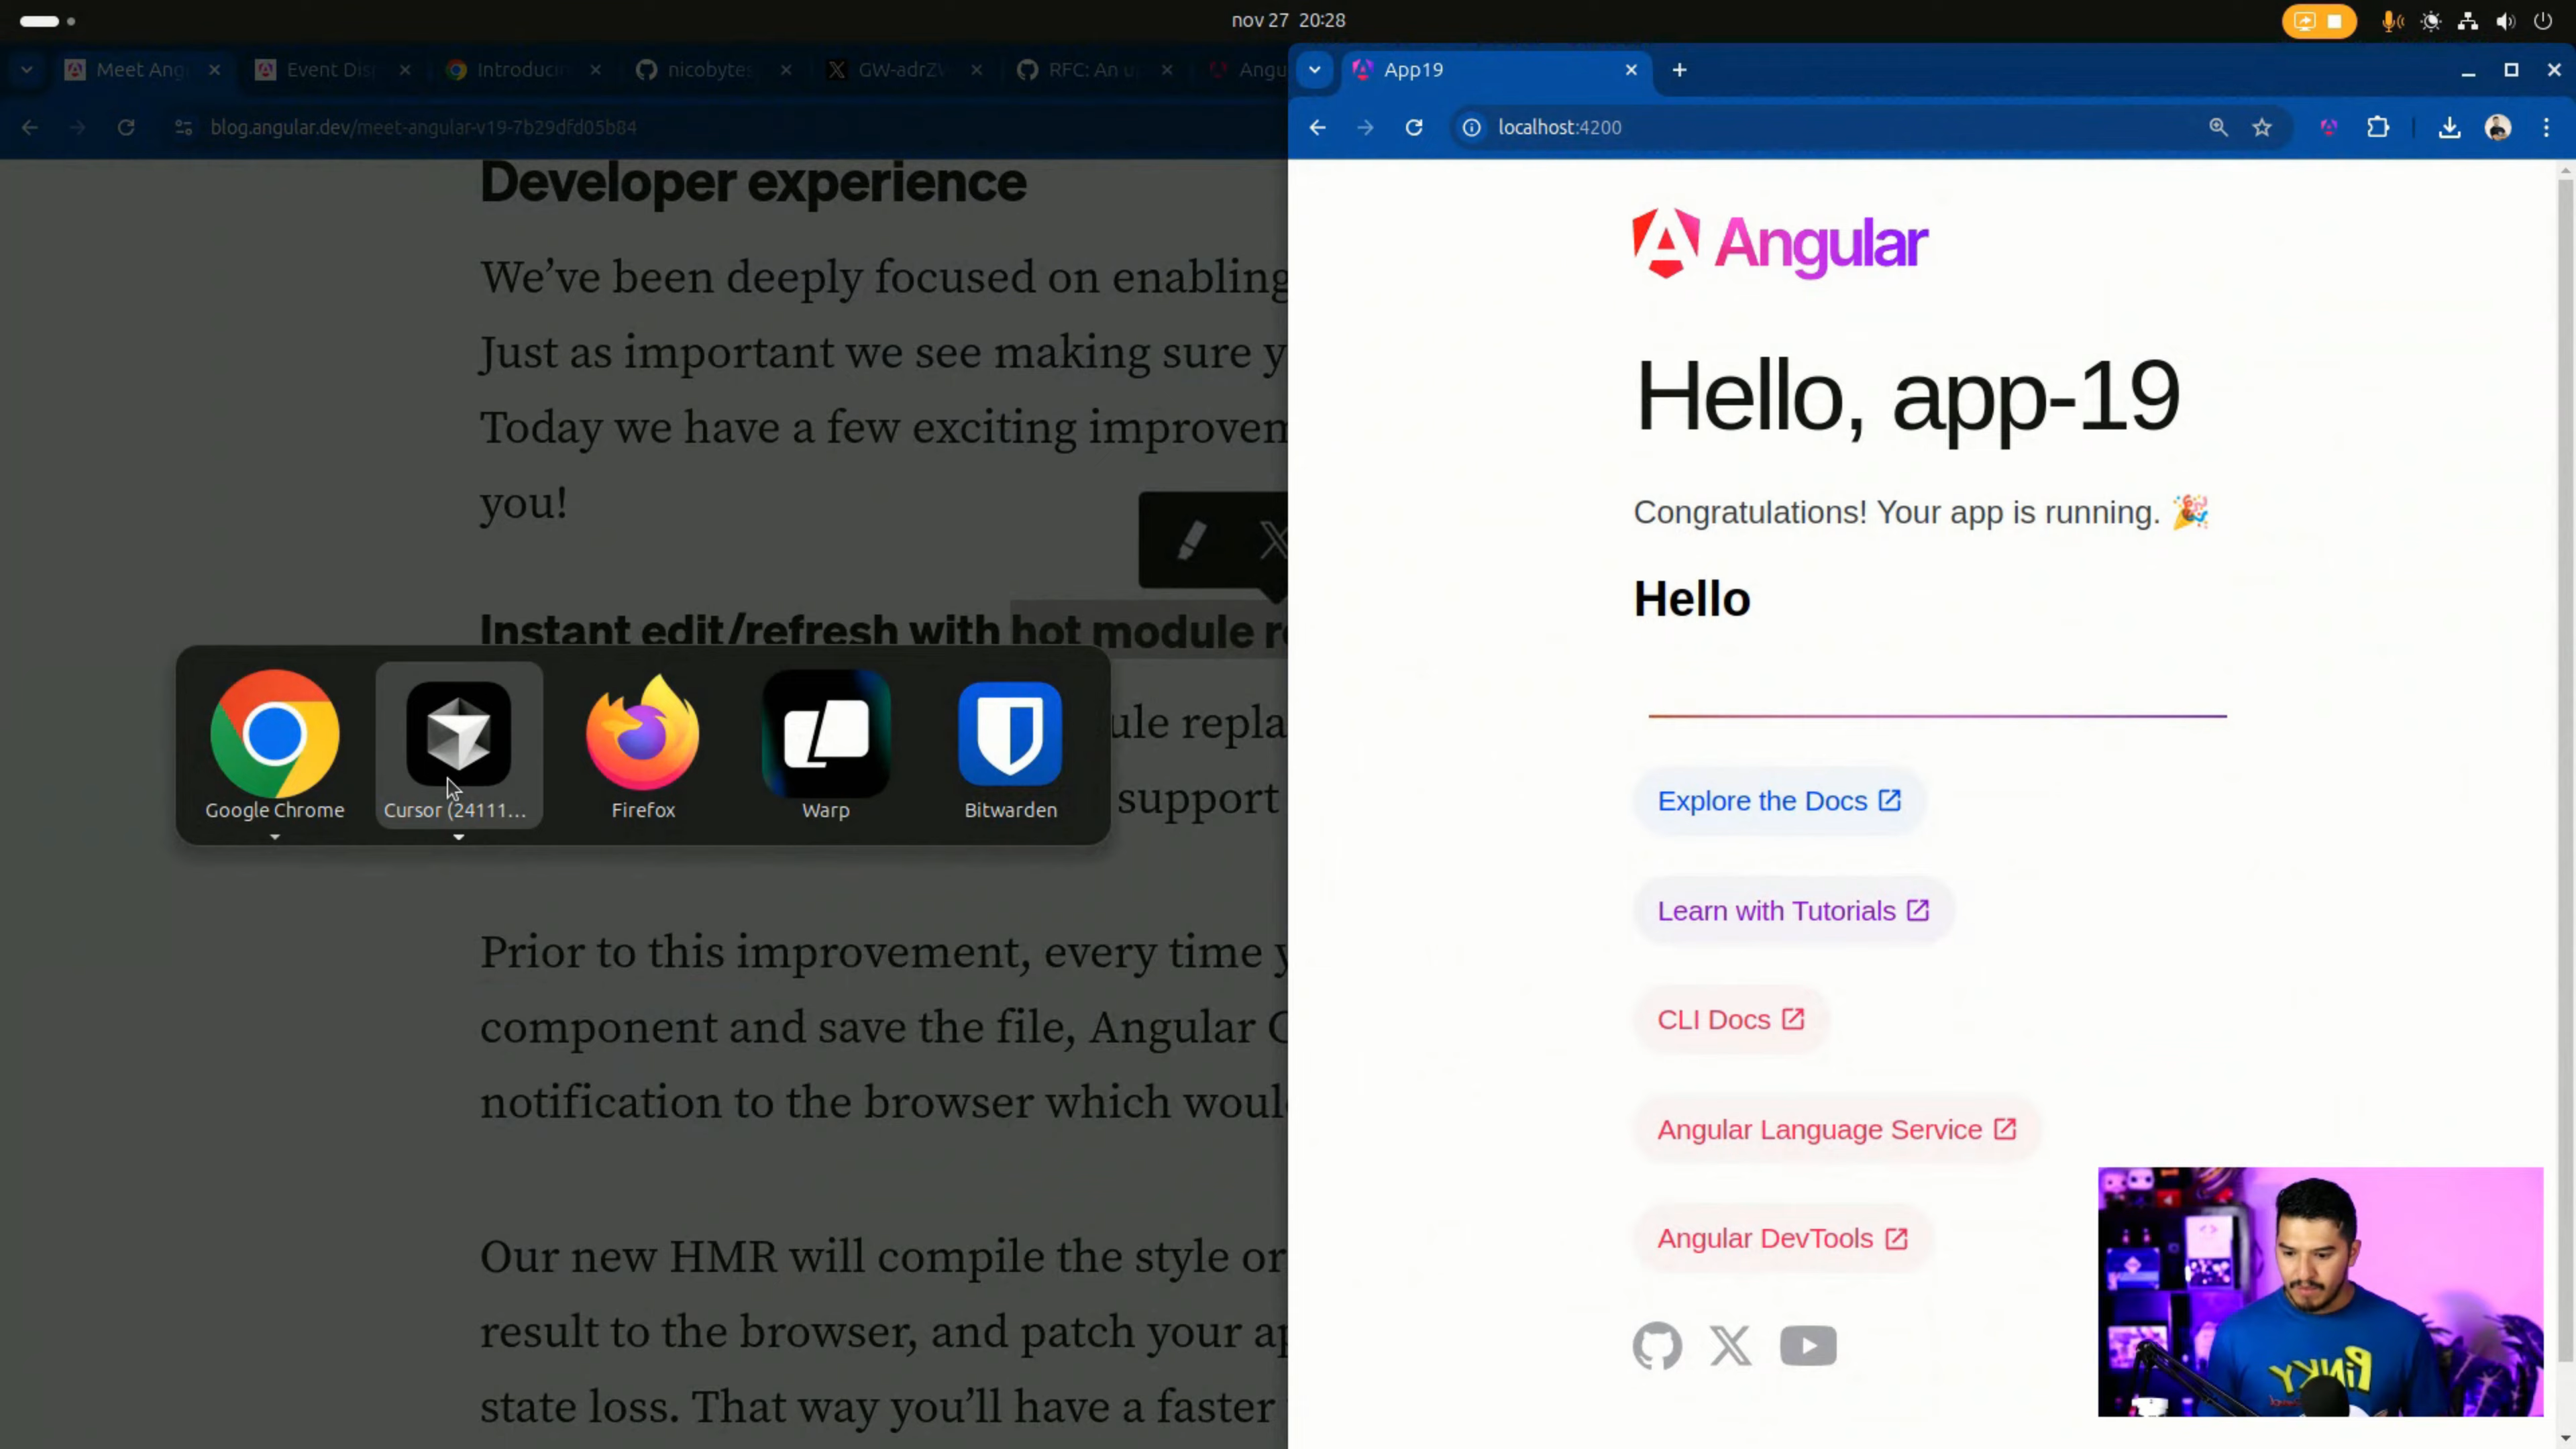 nov 27 20:28
Meet Ang
Event Dis
Introducin
nicobytes
GW-adrZV
RFC: An u
Angu
App19
blog.angular.dev/meet-angular-v19-7b29dfd05b84
localhost:4200
Developer experience
We’ve been deeply focused on enabling
Just as important we see making sure y
Today we have a few exciting improvem
you!
Instant edit/refresh with hot module re
ule repla
support
Prior to this improvement, every time y
component and save the file, Angular C
notification to the browser which woul
Our new HMR will compile the style or
result to the browser, and patch your ap
state loss. That way you’ll have a faster
Google Chrome
Cursor (24111...
Firefox
Warp
Bitwarden
Angular
Hello, app-19
Congratulations! Your app is running. 🎉
Hello
Explore the Docs
Learn with Tutorials
CLI Docs
Angular Language Service
Angular DevTools
PINKY